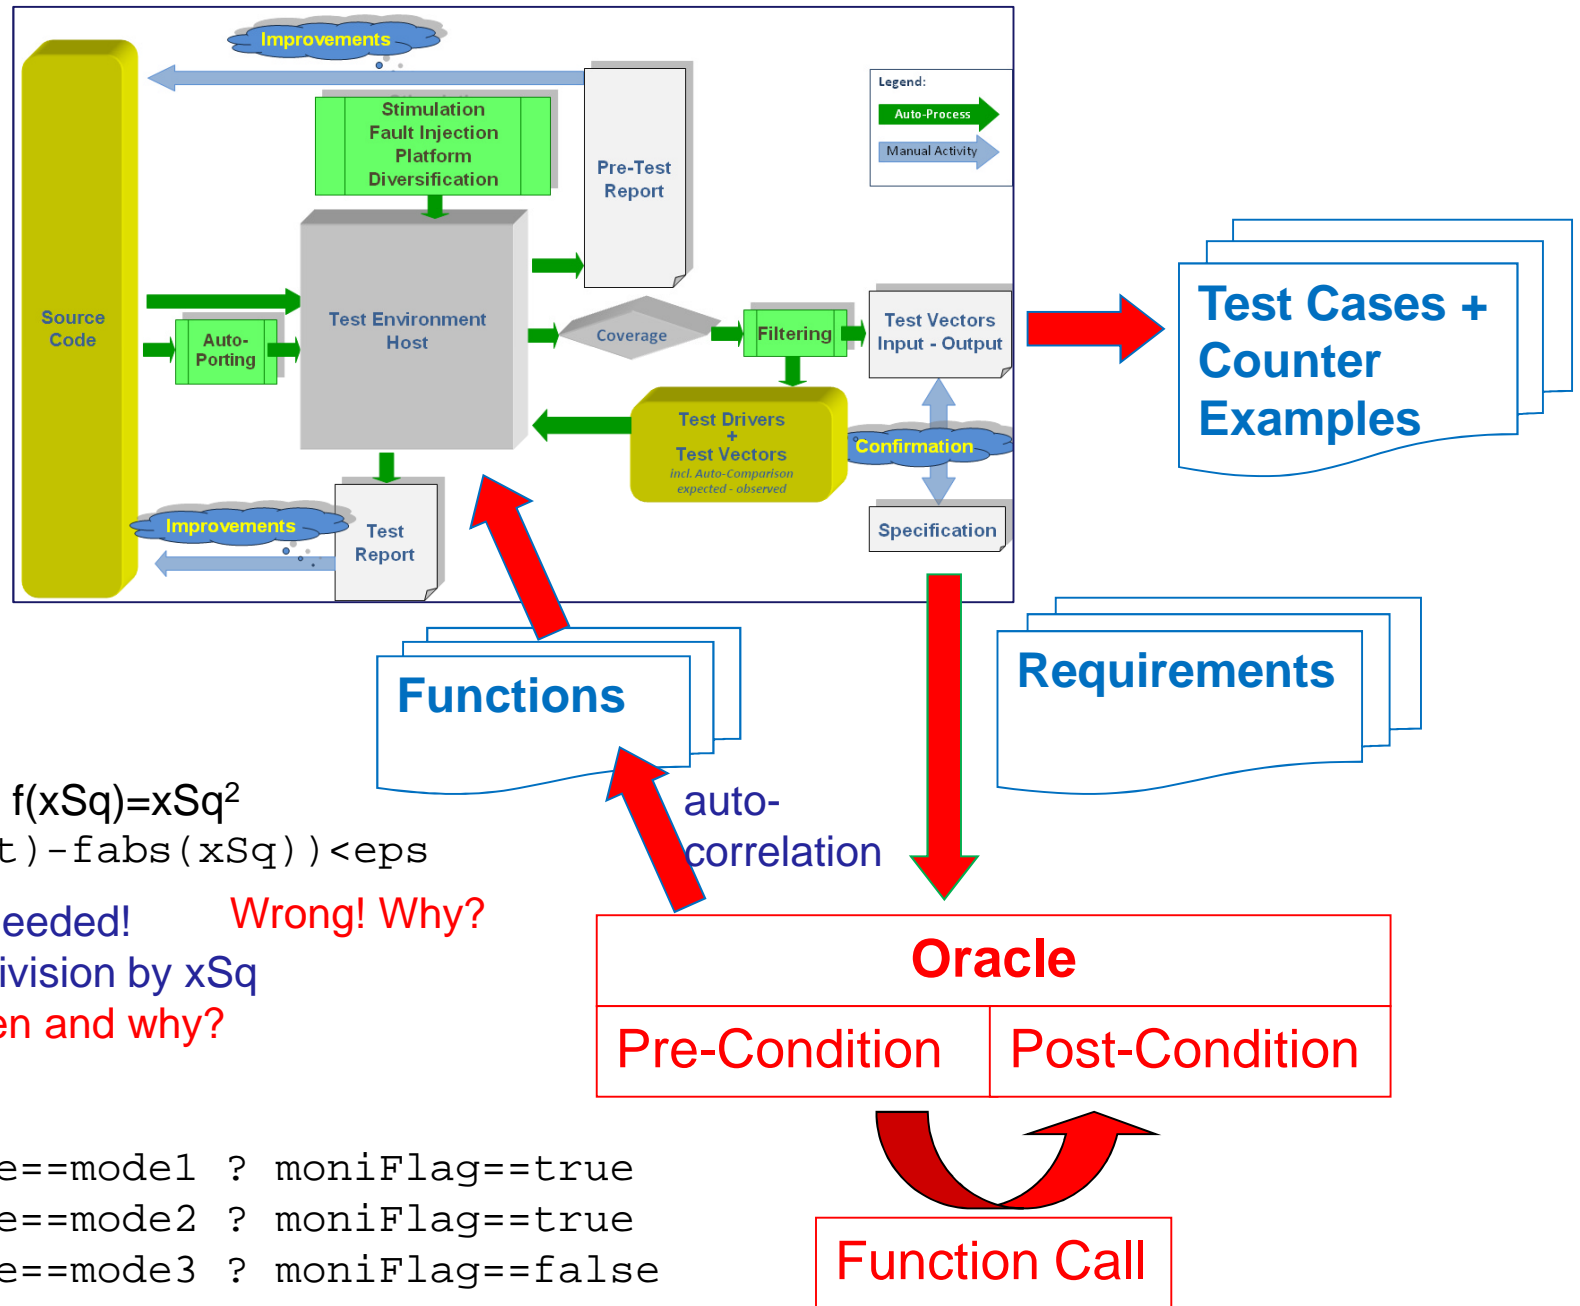 Improvements
Legend:
Auto-Process
Manual Activity
Stimulation
Fault Injection
Platform
Diversification
Pre-Test
Report
Source
Code
Auto-
Porting
Test Environment
Host
Coverage
Filtering
Test Vectors
Input - Output
Test Cases +
Counter
Examples
Test Drivers
+
Test Vectors
incl. Auto-Comparison
expected - observed
Confirmation
Specification
Improvements
Test
Report
Functions
Requirements
auto-
correlation
f(xSq)=xSq²
t)-fabs(xSq))<eps
eeded!
Wrong! Why?
ivision by xSq
en and why?
Oracle
Pre-Condition
Post-Condition
e==mode1 ? moniFlag==true
e==mode2 ? moniFlag==true
e==mode3 ? moniFlag==false
Function Call